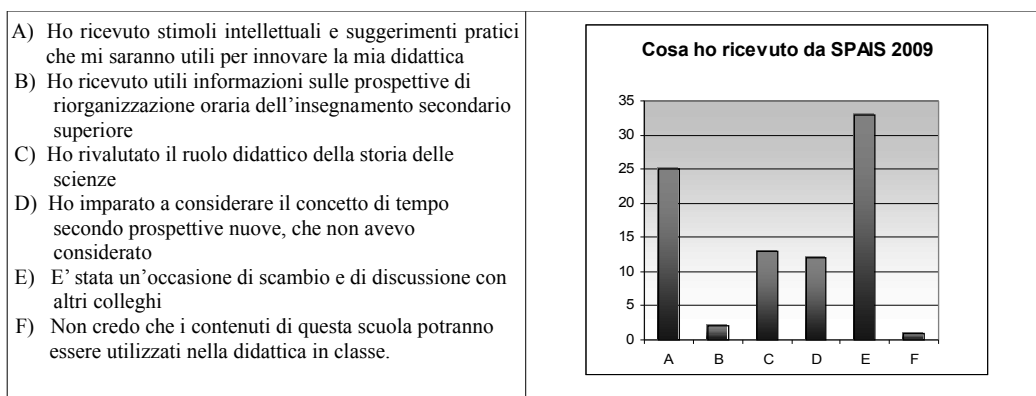 A) Ho ricevuto stimoli intellettuali e suggerimenti pratici
che mi saranno utili per innovare la mia didattica
B) Ho ricevuto utili informazioni sulle prospettive di
riorganizzazione oraria dell’insegnamento secondario
superiore
C) Ho rivalutato il ruolo didattico della storia delle
scienze
D) Ho imparato a considerare il concetto di tempo
secondo prospettive nuove, che non avevo
considerato
E) E’ stata un’occasione di scambio e di discussione con
altri colleghi
F) Non credo che i contenuti di questa scuola potranno
essere utilizzati nella didattica in classe.
Cosa ho ricevuto da SPAIS 2009
35
30
25
20
15
10
5
0
A B C D E F